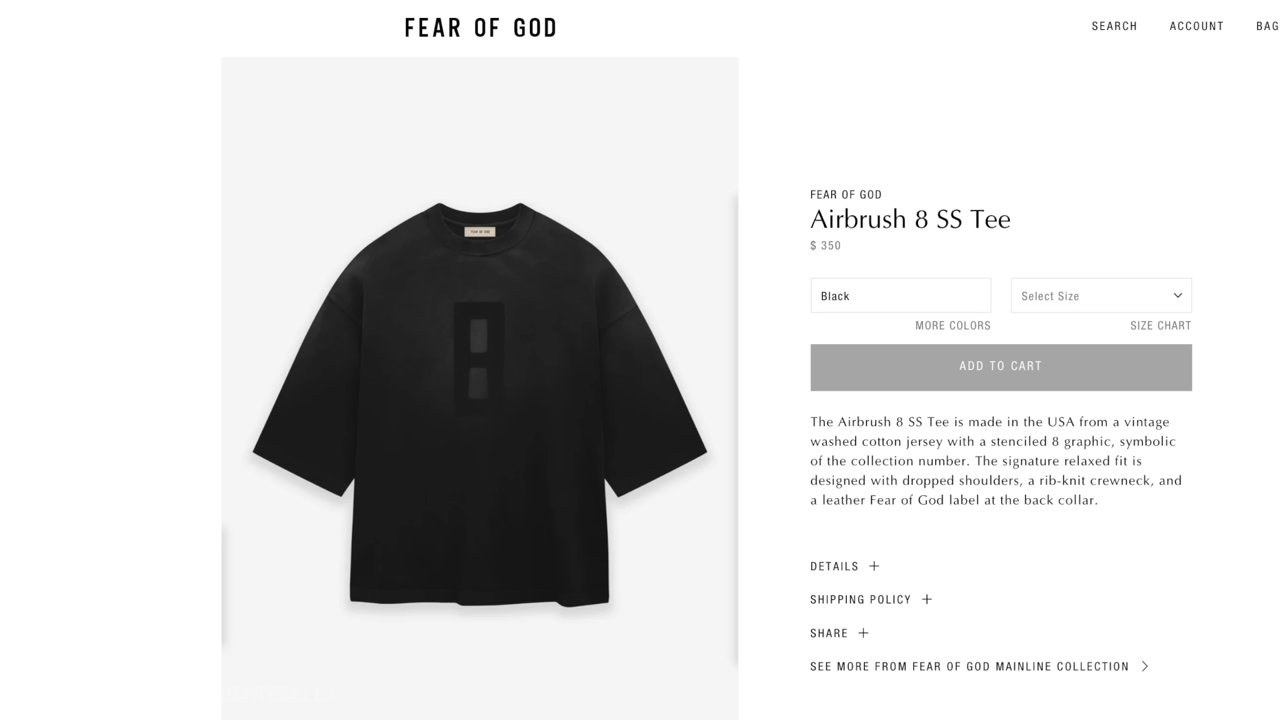 FEAR OF GOD
SEARCH
ACCOUNT
BAG
FEAR OF GOD
8
FEAR OF GOD
Airbrush 8 SS Tee
$ 350
Black
Select Size
MORE COLORS
SIZE CHART
ADD TO CART
The Airbrush 8 SS Tee is made in the USA from a vintage
washed cotton jersey with a stenciled 8 graphic, symbolic
of the collection number. The signature relaxed fit is
designed with dropped shoulders, a rib-knit crewneck, and
a leather Fear of God label at the back collar.
DETAILS +
SHIPPING POLICY +
SHARE +
SEE MORE FROM FEAR OF GOD MAINLINE COLLECTION >